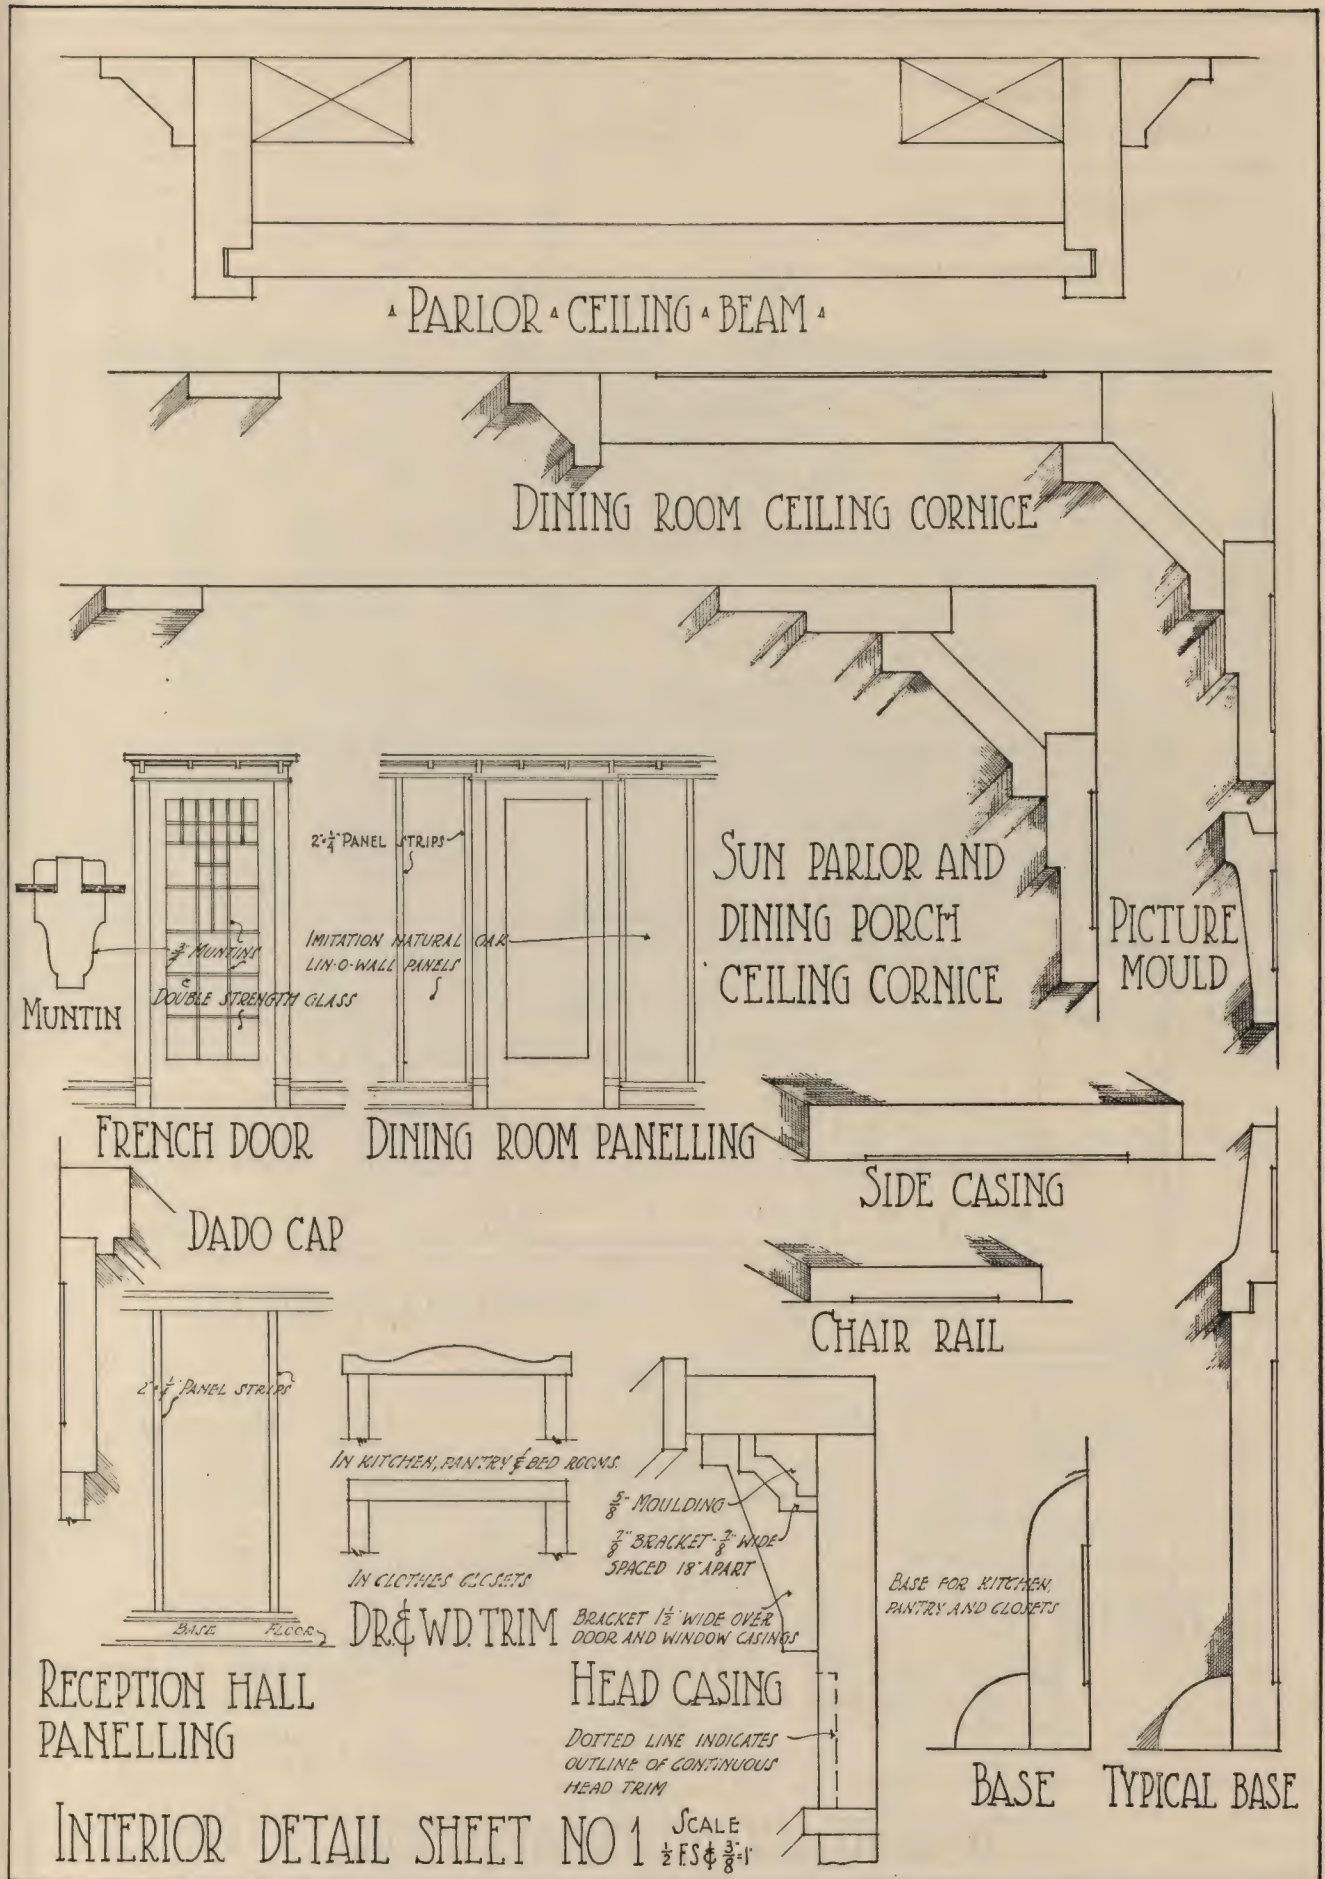 PARLOR · CEILING · BEAM
DINING ROOM CEILING CORNICE
SUN PARLOR AND
DINING PORCH
CEILING CORNICE
PICTURE
MOULD
2"·¼" PANEL STRIPS
IMITATION NATURAL OAK
LIN-O-WALL PANELS
¾" MUNTINS
DOUBLE STRENGTH GLASS
MUNTIN
FRENCH DOOR
DINING ROOM PANELLING
SIDE CASING
DADO CAP
CHAIR RAIL
2"·¼" PANEL STRIPS
IN KITCHEN, PANTRY & BED ROOMS.
IN CLOTHES CLOSETS
DR. & WD. TRIM
⅝" MOULDING
⅞" BRACKET-⅞" WIDE
SPACED 18" APART
BRACKET 1½" WIDE OVER
DOOR AND WINDOW CASINGS
HEAD CASING
DOTTED LINE INDICATES
OUTLINE OF CONTINUOUS
HEAD TRIM
BASE FOR KITCHEN,
PANTRY AND CLOSETS
BASE FLOOR
RECEPTION HALL
PANELLING
BASE
TYPICAL BASE
INTERIOR DETAIL SHEET NO 1
SCALE
½ F.S & ⅜"=1'